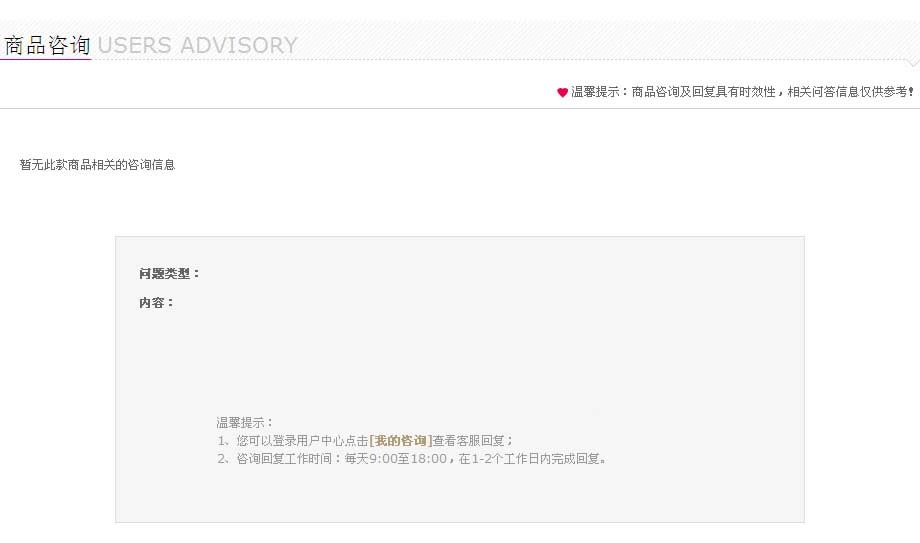 商品咨询 USERS ADVISORY
温馨提示：商品咨询及回复具有时效性，相关问答信息仅供参考！
暂无此款商品相关的咨询信息
问题类型：
内容：
温馨提示：
1、您可以登录用户中心点击[我的咨询]查看客服回复；
2、咨询回复工作时间：每天9:00至18:00，在1-2个工作日内完成回复。